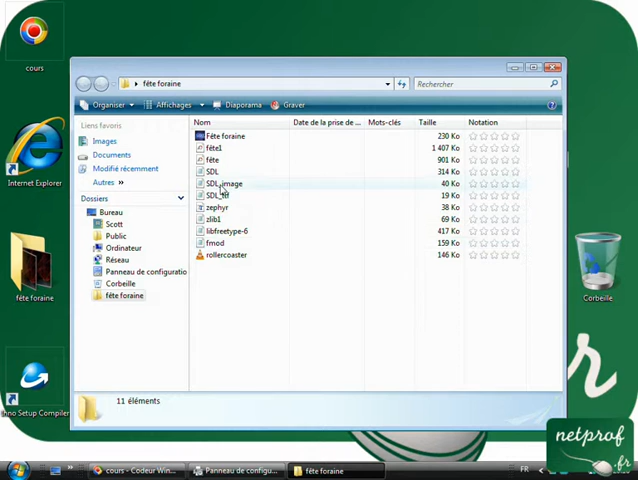 cours
Internet Explorer
fête foraine
Inno Setup Compiler
fête foraine
Rechercher
Organiser
Affichages
Diaporama
Graver
Liens favoris
Images
Documents
Modifié récemment
Autres »
Dossiers
Bureau
Scott
Public
Ordinateur
Réseau
Panneau de configuratio
Corbeille
fête foraine
Nom Date de la prise de ... Mots-clés Taille Notation
Fête foraine 230 Ko
fête1 1 407 Ko
fête 901 Ko
SDL 314 Ko
SDL_image 40 Ko
SDL_ttf 19 Ko
zephyr 38 Ko
zlib1 69 Ko
libfreetype-6 417 Ko
fmod 159 Ko
rollercoaster 146 Ko
11 éléments
Corbeille
r
netprof
.fr
cours - Codeur Win...
Panneau de configu...
fête foraine
FR